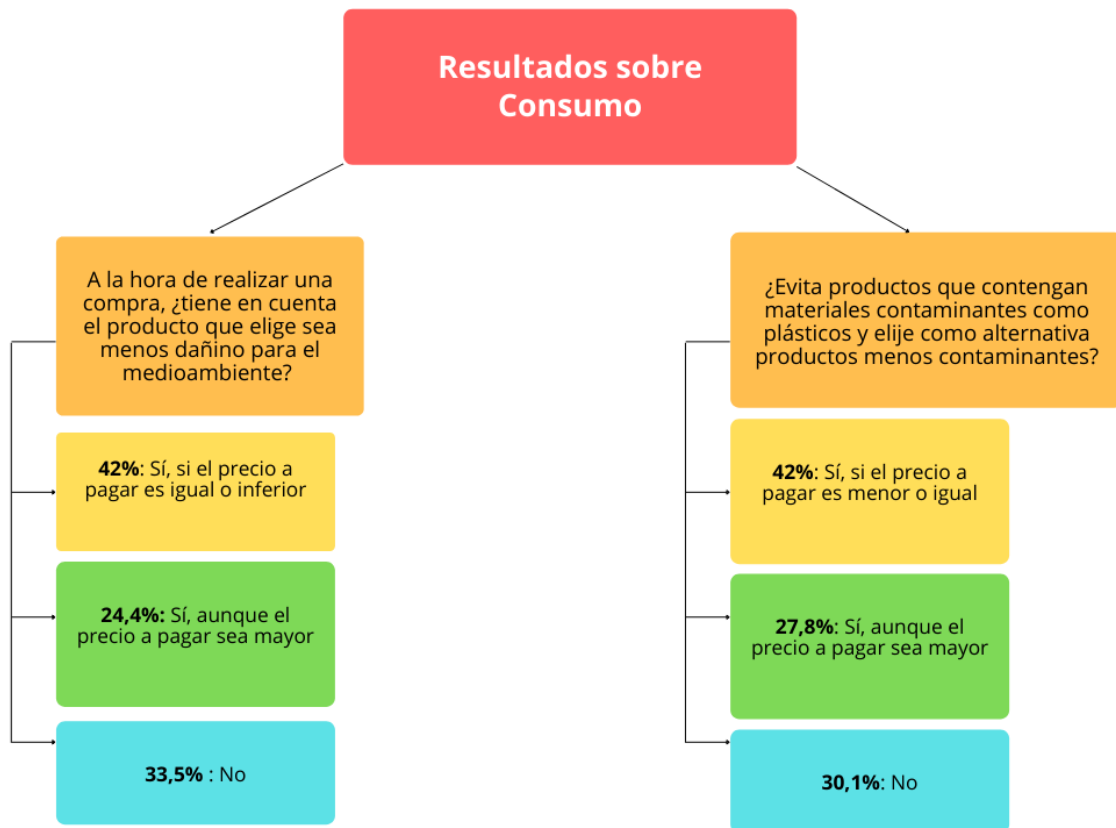 Resultados sobre
Consumo
A la hora de realizar una
compra, ¿tiene en cuenta
el producto que elige sea
menos dañino para el
medioambiente?
42%: Sí, si el precio a
pagar es igual o inferior
24,4%: Sí, aunque el
precio a pagar sea mayor
33,5% : No
¿Evita productos que contengan
materiales contaminantes como
plásticos y elije como alternativa
productos menos contaminantes?
42%: Sí, si el precio a
pagar es menor o igual
27,8%: Sí, aunque el
precio a pagar sea mayor
30,1%: No